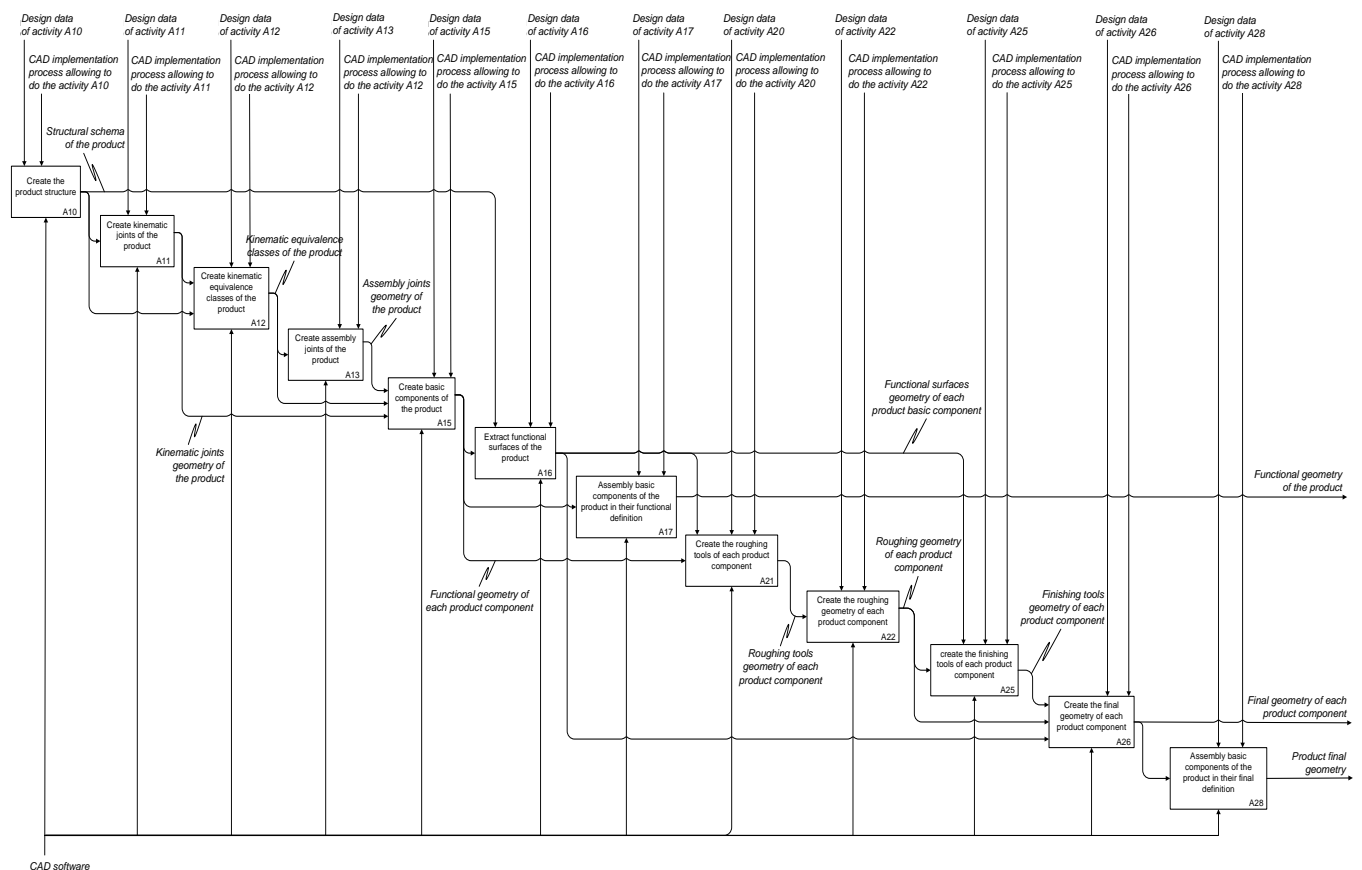 Design data
of activity A10
Design data
of activity A11
Design data
of activity A12
Design data
of activity A13
Design data
of activity A15
Design data
of activity A16
Design data
of activity A17
Design data
of activity A20
Design data
of activity A22
Design data
of activity A25
Design data
of activity A26
Design data
of activity A28
CAD implementation
process allowing to
do the activity A10
CAD implementation
process allowing to
do the activity A11
CAD implementation
process allowing to
do the activity A12
CAD implementation
process allowing to
do the activity A12
CAD implementation
process allowing to
do the activity A15
CAD implementation
process allowing to
do the activity A16
CAD implementation
process allowing to
do the activity A17
CAD implementation
process allowing to
do the activity A20
CAD implementation
process allowing to
do the activity A22
CAD implementation
process allowing to
do the activity A25
CAD implementation
process allowing to
do the activity A26
CAD implementation
process allowing to
do the activity A28
Structural schema
of the product
Create the
product structure
A10
Create kinematic
joints of the
product
A11
Kinematic equivalence
classes of the product
Create kinematic
equivalence
classes of the
product
A12
Assembly joints
geometry of
the product
Create assembly
joints of the
product
A13
Create basic
components of
the product
A15
Functional surfaces
geometry of each
product basic component
Kinematic joints
geometry of
the product
Extract functional
surfaces of the
product
A16
Functional geometry
of the product
Assembly basic
components of the
product in their functional
definition
A17
Create the roughing
tools of each product
component
A21
Roughing geometry
of each product
component
Functional geometry of
each product component
Create the roughing
geometry of each
product component
A22
Finishing tools
geometry of each
product component
Roughing tools
geometry of each
product component
create the finishing
tools of each product
component
A25
Final geometry of each
product component
Create the final
geometry of each
product component
A26
Product final
geometry
Assembly basic
components of the
product in their final
definition
A28
CAD software